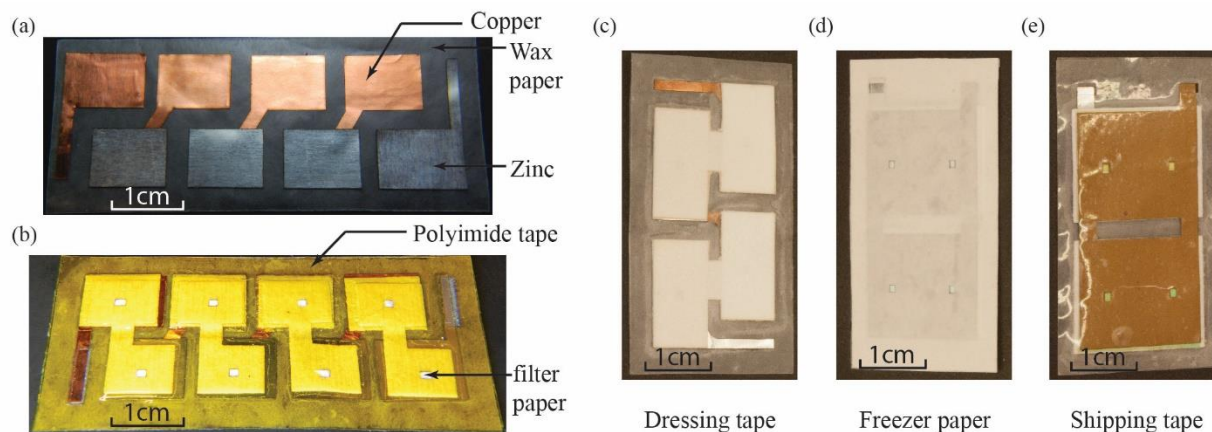 (a)
Copper
Wax
paper
Zinc
1cm
(b)
Polyimide tape
filter
paper
1cm
(c)
1cm
Dressing tape
(d)
1cm
Freezer paper
(e)
1cm
Shipping tape